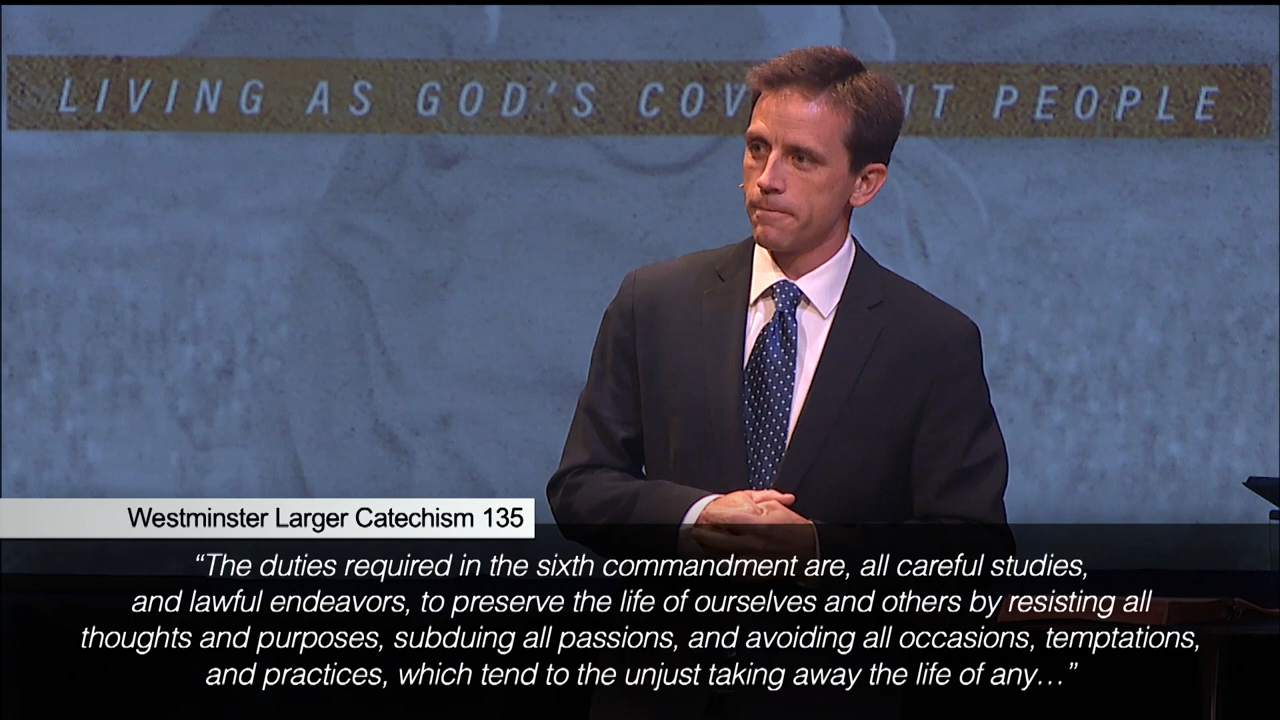 LIVING AS GOD'S COV NT PEOPLE
Westminster Larger Catechism 135
“The duties required in the sixth commandment are, all careful studies,
and lawful endeavors, to preserve the life of ourselves and others by resisting all
thoughts and purposes, subduing all passions, and avoiding all occasions, temptations,
and practices, which tend to the unjust taking away the life of any…”